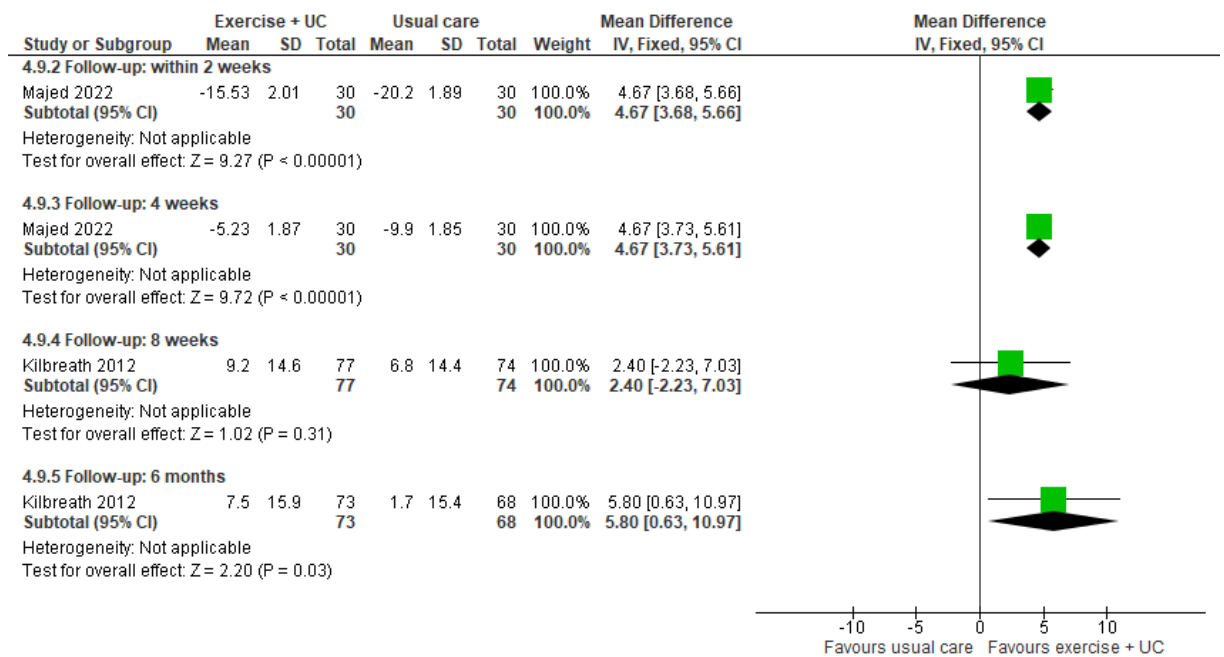 Exercise + UC Usual care Mean Difference Mean Difference
Study or Subgroup Mean SD Total Mean SD Total Weight IV, Fixed, 95% CI IV, Fixed, 95% CI
4.9.2 Follow-up: within 2 weeks
Majed 2022 -15.53 2.01 30 -20.2 1.89 30 100.0% 4.67 [3.68, 5.66]
Subtotal (95% CI) 30 30 100.0% 4.67 [3.68, 5.66]
Heterogeneity: Not applicable
Test for overall effect: Z = 9.27 (P < 0.00001)
4.9.3 Follow-up: 4 weeks
Majed 2022 -5.23 1.87 30 -9.9 1.85 30 100.0% 4.67 [3.73, 5.61]
Subtotal (95% CI) 30 30 100.0% 4.67 [3.73, 5.61]
Heterogeneity: Not applicable
Test for overall effect: Z = 9.72 (P < 0.00001)
4.9.4 Follow-up: 8 weeks
Kilbreath 2012 9.2 14.6 77 6.8 14.4 74 100.0% 2.40 [-2.23, 7.03]
Subtotal (95% CI) 77 74 100.0% 2.40 [-2.23, 7.03]
Heterogeneity: Not applicable
Test for overall effect: Z = 1.02 (P = 0.31)
4.9.5 Follow-up: 6 months
Kilbreath 2012 7.5 15.9 73 1.7 15.4 68 100.0% 5.80 [0.63, 10.97]
Subtotal (95% CI) 73 68 100.0% 5.80 [0.63, 10.97]
Heterogeneity: Not applicable
Test for overall effect: Z = 2.20 (P = 0.03)
-10 -5 0 5 10
Favours usual care Favours exercise + UC